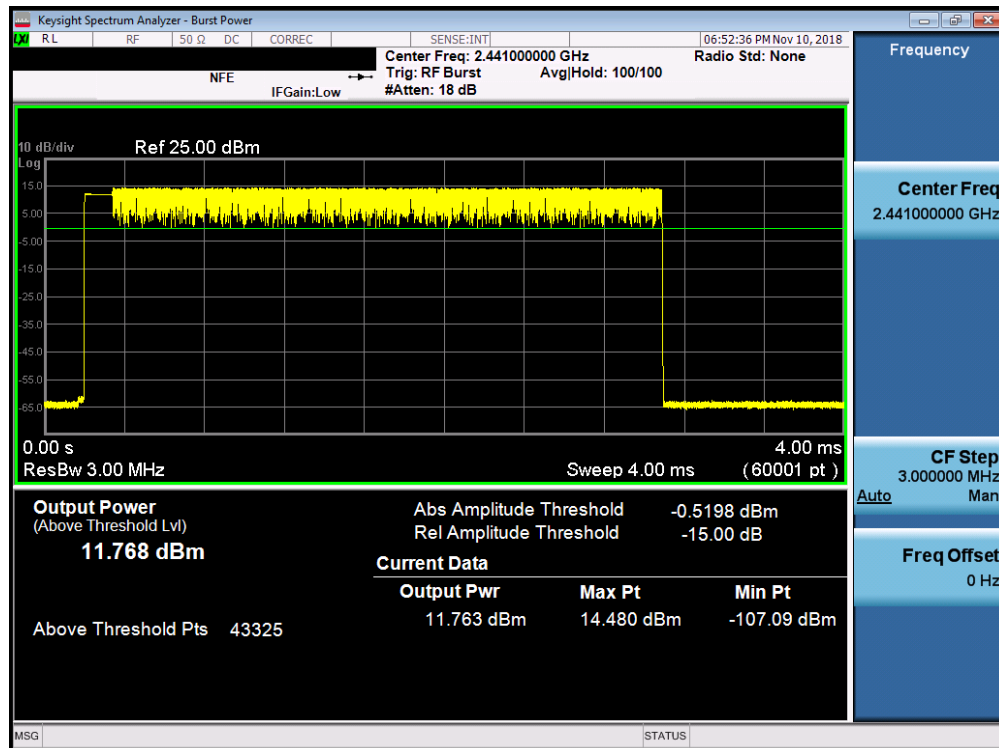 Keysight Spectrum Analyzer - Burst Power
LXI RL RF 50 Ω DC CORREC SENSE:INT 06:52:36 PM Nov 10, 2018
Center Freq: 2.441000000 GHz Radio Std: None
NFE Trig: RF Burst Avg|Hold: 100/100
IFGain:Low #Atten: 18 dB
10 dB/div Ref 25.00 dBm
Log
15.0
5.00
-5.00
-15.0
-25.0
-35.0
-45.0
-55.0
-65.0
0.00 s 4.00 ms
ResBw 3.00 MHz Sweep 4.00 ms (60001 pt)
Output Power
(Above Threshold Lvl)
11.768 dBm
Above Threshold Pts 43325
Abs Amplitude Threshold -0.5198 dBm
Rel Amplitude Threshold -15.00 dB
Current Data
Output Pwr Max Pt Min Pt
11.763 dBm 14.480 dBm -107.09 dBm
Frequency
Center Freq
2.441000000 GHz
CF Step
3.000000 MHz
Auto Man
Freq Offset
0 Hz
MSG STATUS